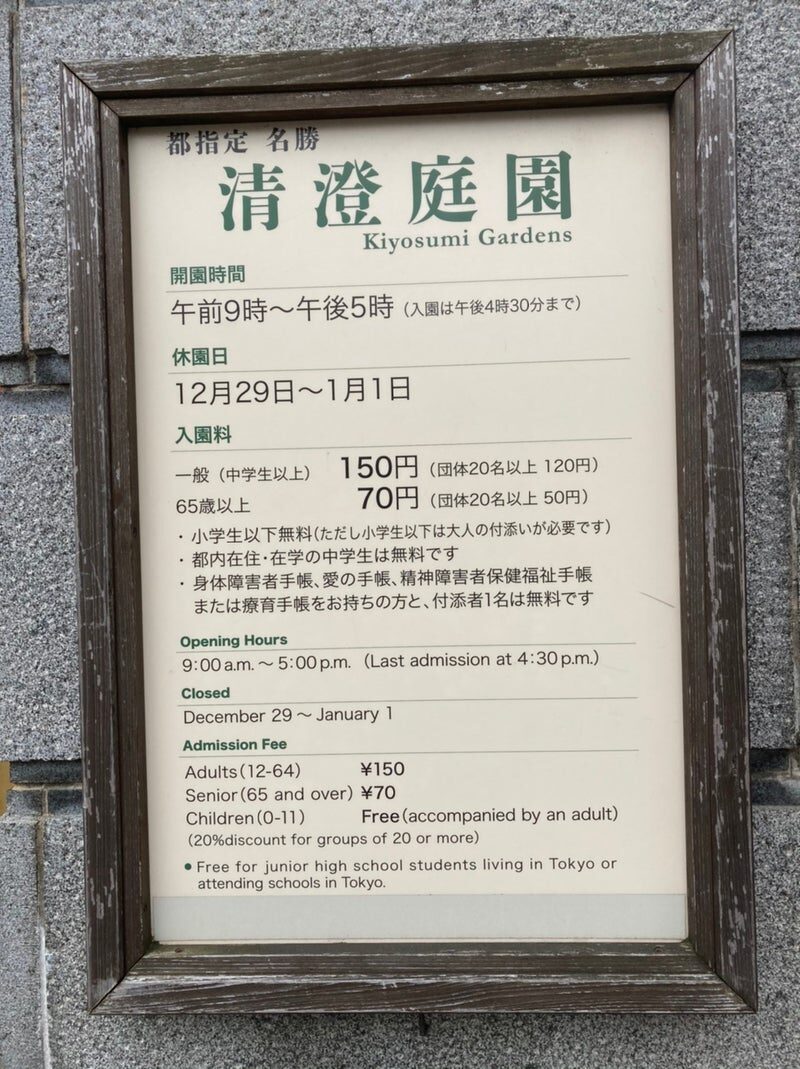 都指定 名勝
清澄庭園
Kiyosumi Gardens
開園時間
午前9時〜午後5時（入園は午後4時30分まで）
休園日
12月29日〜1月1日
入園料
一般（中学生以上） 150円（団体20名以上 120円）
65歳以上 70円（団体20名以上 50円）
・小学生以下無料（ただし小学生以下は大人の付添いが必要です）
・都内在住・在学の中学生は無料です
・身体障害者手帳、愛の手帳、精神障害者保健福祉手帳
または療育手帳をお持ちの方と、付添者1名は無料です
Opening Hours
9:00 a.m. 〜 5:00 p.m. (Last admission at 4:30 p.m.)
Closed
December 29 〜 January 1
Admission Fee
Adults(12-64) ¥150
Senior(65 and over) ¥70
Children(0-11) Free(accompanied by an adult)
(20%discount for groups of 20 or more)
• Free for junior high school students living in Tokyo or
attending schools in Tokyo.